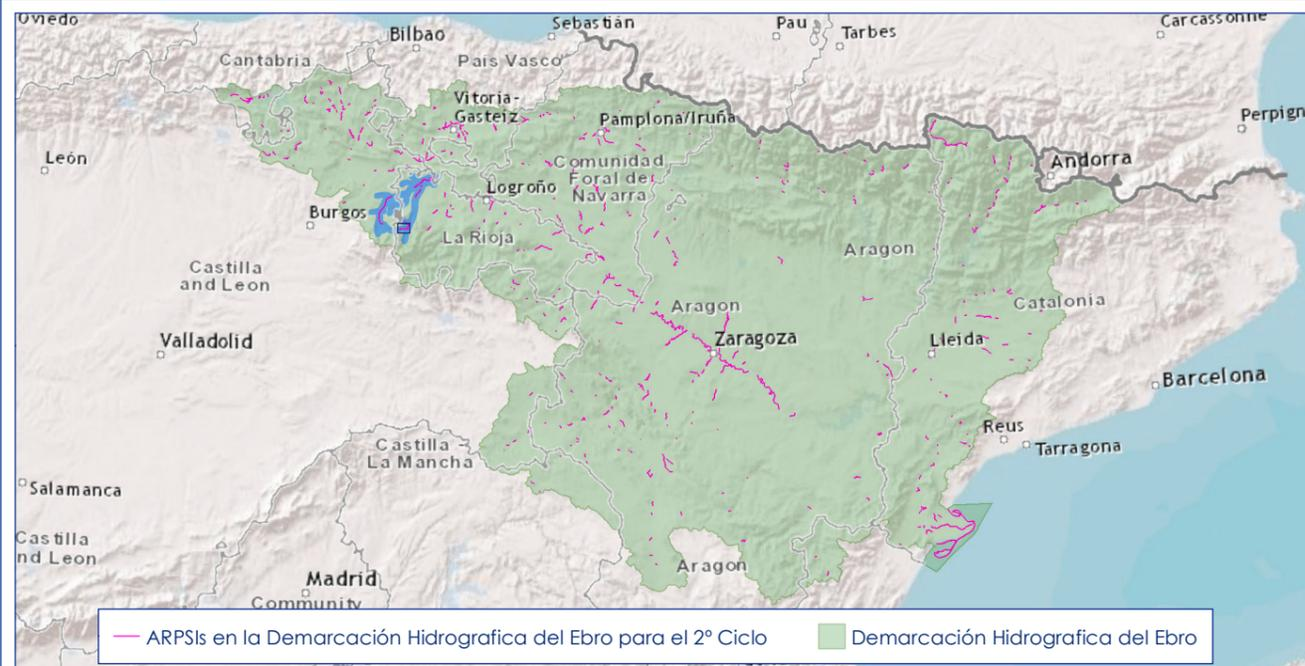 Oviedo
Sebastián
Pau
Carcassonne
Bilbao
Tarbes
Cantabria
Pais Vasco
Vitoria-
Gasteiz
Pamplona/Iruña
Perpign
León
Andorra
Comunidad
Foral de
Navarra
Logroño
Burgos
La Rioja
Aragon
Castilla
and Leon
Aragon
Catalonia
Valladolid
Zaragoza
Lleida
Barcelona
Reus
Castilla -
La Mancha
Tarragona
Salamanca
Castilla
nd Leon
Aragon
Madrid
Community
ARPSIs en la Demarcación Hidrografica del Ebro para el 2º Ciclo
Demarcación Hidrografica del Ebro